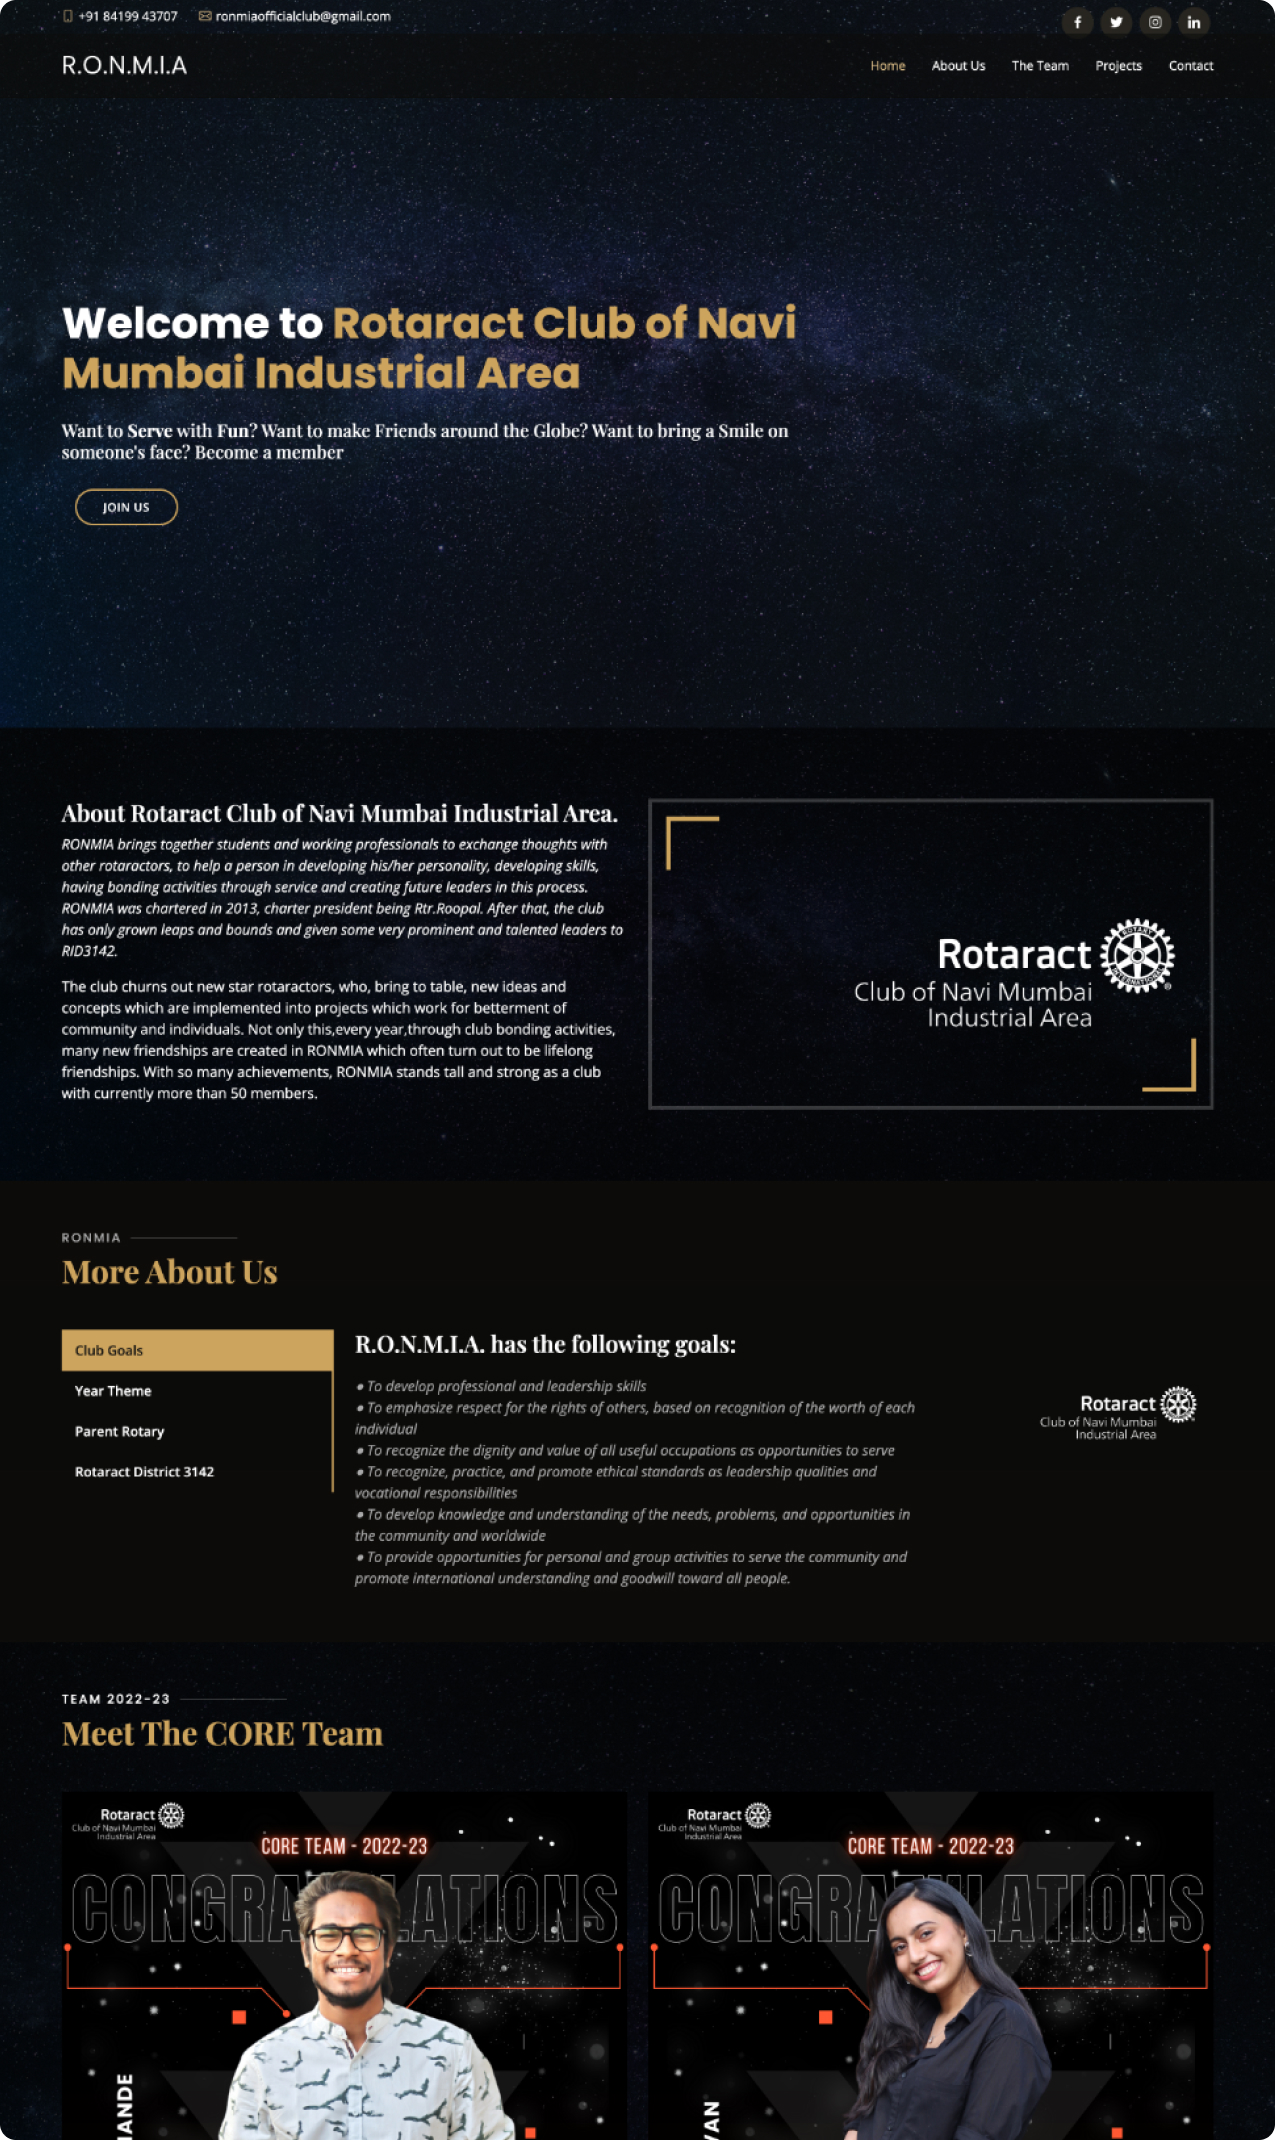 +91 84199 43707 ronmiaofficialclub@gmail.com
R.O.N.M.I.A
Home About Us The Team Projects Contact
Welcome to Rotaract Club of Navi
Mumbai Industrial Area
Want to Serve with Fun? Want to make Friends around the Globe? Want to bring a Smile on
someone's face? Become a member
JOIN US
About Rotaract Club of Navi Mumbai Industrial Area.
RONMIA brings together students and working professionals to exchange thoughts with
other rotaractors, to help a person in developing his/her personality, developing skills,
having bonding activities through service and creating future leaders in this process.
RONMIA was chartered in 2013, charter president being Rtr.Roopal. After that, the club
has only grown leaps and bounds and given some very prominent and talented leaders to
RID3142.
The club churns out new star rotaractors, who, bring to table, new ideas and
concepts which are implemented into projects which work for betterment of
community and individuals. Not only this,every year,through club bonding activities,
many new friendships are created in RONMIA which often turn out to be lifelong
friendships. With so many achievements, RONMIA stands tall and strong as a club
with currently more than 50 members.
Rotaract
Club of Navi Mumbai
Industrial Area
ROTARY
INTERNATIONAL
RONMIA
More About Us
Club Goals
Year Theme
Parent Rotary
Rotaract District 3142
R.O.N.M.I.A. has the following goals:
● To develop professional and leadership skills
● To emphasize respect for the rights of others, based on recognition of the worth of each
individual
● To recognize the dignity and value of all useful occupations as opportunities to serve
● To recognize, practice, and promote ethical standards as leadership qualities and
vocational responsibilities
● To develop knowledge and understanding of the needs, problems, and opportunities in
the community and worldwide
● To provide opportunities for personal and group activities to serve the community and
promote international understanding and goodwill toward all people.
Rotaract
Club of Navi Mumbai
Industrial Area
TEAM 2022-23
Meet The CORE Team
Rotaract
Club of Navi Mumbai
Industrial Area
CORE TEAM - 2022-23
CONGRATULATIONS
Rotaract
Club of Navi Mumbai
Industrial Area
CORE TEAM - 2022-23
CONGRATULATIONS